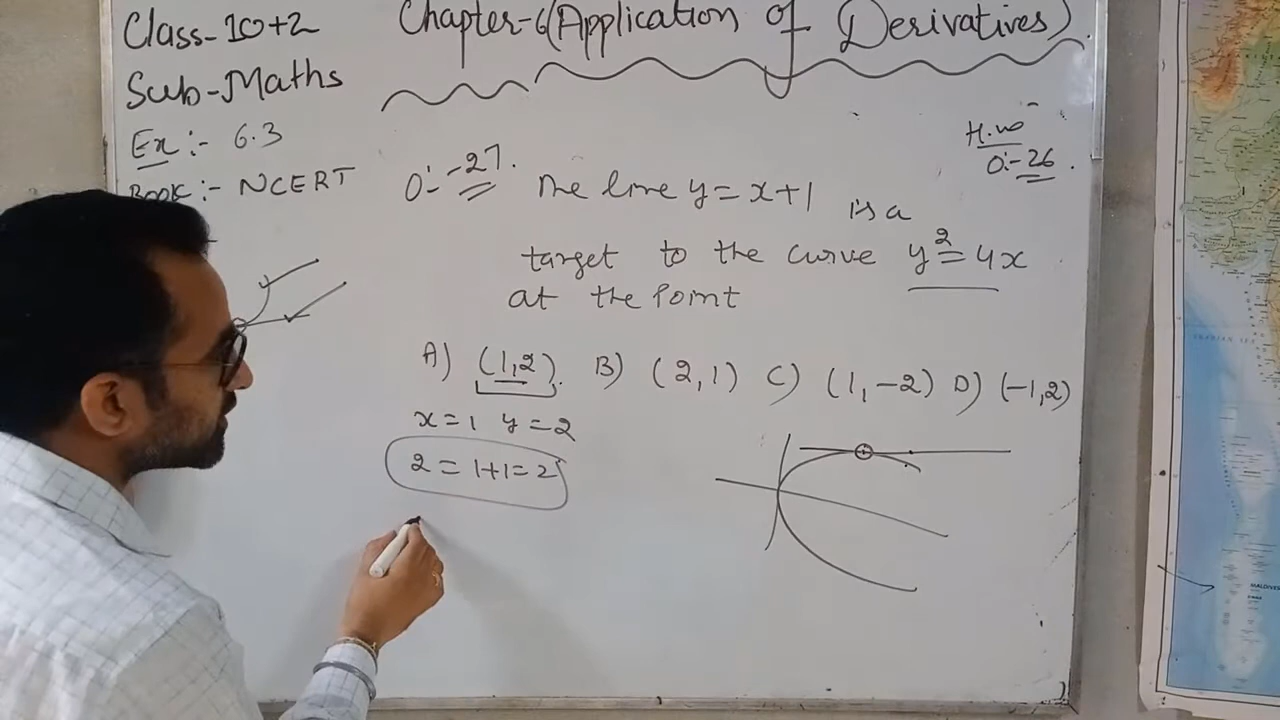 Class-10+2
Chapter-6(Application of Derivatives)
Sub-Maths
Ex:- 6.3
Book:- NCERT
H.W
Q:-26.
Q:-27. The line y=x+1 is a
target to the curve y²=4x
at the Point
A) (1,2). B) (2,1) C) (1,-2) D) (-1,2)
x=1 y=2
2=1+1=2
MALDIVES